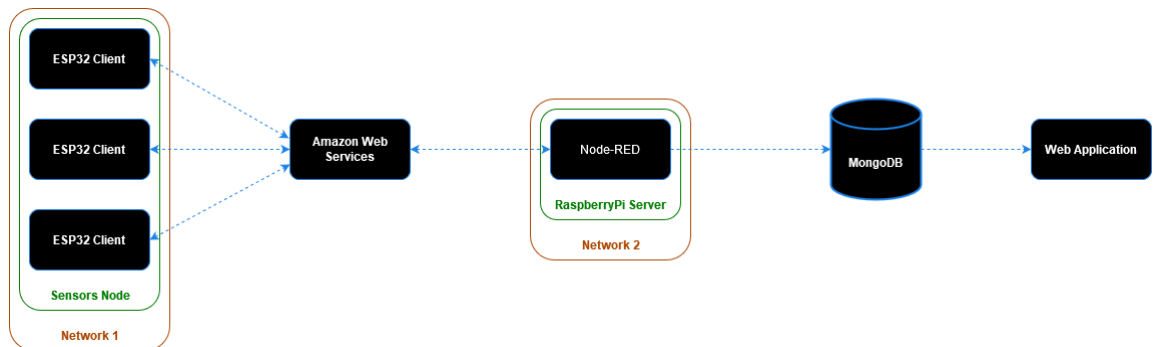 ESP32 Client
ESP32 Client
ESP32 Client
Sensors Node
Network 1
Amazon Web
Services
Node-RED
RaspberryPi Server
Network 2
MongoDB
Web Application